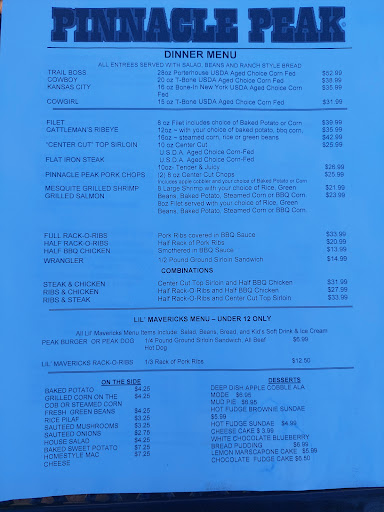 PINNACLE PEAK
DINNER MENU
ALL ENTREES SERVED WITH SALAD, BEANS AND RANCH STYLE BREAD
TRAIL BOSS 28oz Porterhouse USDA Aged Choice Corn Fed $52.99
COWBOY 20 oz T-Bone USDA Aged Choice Corn Fed $39.99
KANSAS CITY 16 oz Bone-In New York USDA Aged Choice Corn $35.99
Fed
COWGIRL 15 oz T-Bone USDA Aged Choice Corn Fed $31.99
FILET 8 oz Filet includes choice of Baked Potato or Corn $39.99
CATTLEMAN'S RIBEYE 12oz ~ with your choice of baked potato, bbq corn, $35.99
16oz ~ steamed corn, rice or green beans $42.99
"CENTER CUT" TOP SIRLOIN 10 oz Center Cut $26.99
U.S.D.A. Aged Choice Corn-Fed
FLAT IRON STEAK U.S.D.A. Aged Choice Corn-Fed
10oz- Tender & Juicy $26.99
PINNACLE PEAK PORK CHOPS (2) 8 oz Center Cut Chops $25.99
Includes apple cobbler and your choice of Baked Potato or Corn
MESQUITE GRILLED SHRIMP 8 Large Shrimp with your choice of Rice, Green $21.99
GRILLED SALMON Beans, Baked Potato, Steamed Corn or BBQ Corn $23.99
8oz Filet served with your choice of Rice, Green
Beans, Baked Potato, Steamed Corn or BBQ Corn
FULL RACK-O-RIBS Pork Ribs covered in BBQ Sauce $33.99
HALF RACK-O-RIBS Half Rack of Pork Ribs $20.99
HALF BBQ CHICKEN Smothered in BBQ Sauce $13.99
WRANGLER 1/2 Pound Ground Sirloin Sandwich $14.99
COMBINATIONS
STEAK & CHICKEN Center Cut Top Sirloin and Half BBQ Chicken $31.99
RIBS & CHICKEN Half Rack-O-Ribs and Half BBQ Chicken $27.99
RIBS & STEAK Half Rack-O-Ribs and Center Cut Top Sirloin $33.99
LIL' MAVERICKS MENU – UNDER 12 ONLY
All Lil' Mavericks Menu Items Include: Salad, Beans, Bread, and Kid's Soft Drink & Ice Cream
PEAK BURGER OR PEAK DOG 1/4 Pound Ground Sirloin Sandwich, All Beef $6.99
Hot Dog
LIL' MAVERICKS RACK-O-RIBS 1/3 Rack of Pork Ribs $12.50
ON THE SIDE
BAKED POTATO $4.25
GRILLED CORN ON THE $4.25
COB OR STEAMED CORN
FRESH GREEN BEANS $4.25
RICE PILAF $3.25
SAUTEED MUSHROOMS $3.25
SAUTEED ONIONS $2.75
HOUSE SALAD $4.25
BAKED SWEET POTATO $7.25
HOMESTYLE MAC $7.25
CHEESE
DESSERTS
DEEP DISH APPLE COBBLE ALA
MODE $6.95
MUD PIE $6.95
HOT FUDGE BROWNIE SUNDAE
$5.99
HOT FUDGE SUNDAE $4.99
CHEESE CAKE $ 3.99
WHITE CHOCOLATE BLUEBERRY
BREAD PUDDING $6.99
LEMON MARSCAPONE CAKE $5.99
CHOCOLATE FUDGE CAKE $5.50